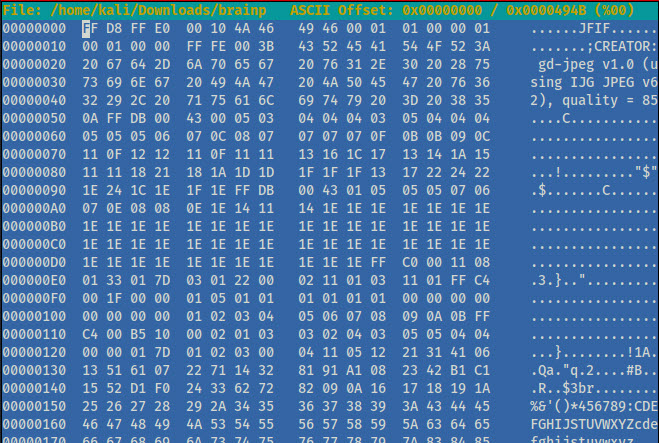 File: /home/kali/Downloads/brainp   ASCII Offset: 0x00000000 / 0x0000494B (%00)
00000000  FF D8 FF E0  00 10 4A 46  49 46 00 01  01 00 00 01  ......JFIF......
00000010  00 01 00 00  FF FE 00 3B  43 52 45 41  54 4F 52 3A  .......;CREATOR:
00000020  20 67 64 2D  6A 70 65 67  20 76 31 2E  30 20 28 75   gd-jpeg v1.0 (u
00000030  73 69 6E 67  20 49 4A 47  20 4A 50 45  47 20 76 36  sing IJG JPEG v6
00000040  32 29 2C 20  71 75 61 6C  69 74 79 20  3D 20 38 35  2), quality = 85
00000050  0A FF DB 00  43 00 05 03  04 04 04 03  05 04 04 04  ....C...........
00000060  05 05 05 06  07 0C 08 07  07 07 07 0F  0B 0B 09 0C  ................
00000070  11 0F 12 12  11 0F 11 11  13 16 1C 17  13 14 1A 15  ................
00000080  11 11 18 21  18 1A 1D 1D  1F 1F 1F 13  17 22 24 22  ...!........."$"
00000090  1E 24 1C 1E  1F 1E FF DB  00 43 01 05  05 05 07 06  .$.......C......
000000A0  07 0E 08 08  0E 1E 14 11  14 1E 1E 1E  1E 1E 1E 1E  ................
000000B0  1E 1E 1E 1E  1E 1E 1E 1E  1E 1E 1E 1E  1E 1E 1E 1E  ................
000000C0  1E 1E 1E 1E  1E 1E 1E 1E  1E 1E 1E 1E  1E 1E 1E 1E  ................
000000D0  1E 1E 1E 1E  1E 1E 1E 1E  1E 1E 1E FF  C0 00 11 08  ................
000000E0  01 33 01 7D  03 01 22 00  02 11 01 03  11 01 FF C4  .3.}..".........
000000F0  00 1F 00 00  01 05 01 01  01 01 01 01  00 00 00 00  ................
00000100  00 00 00 00  01 02 03 04  05 06 07 08  09 0A 0B FF  ................
00000110  C4 00 B5 10  00 02 01 03  03 02 04 03  05 05 04 04  ................
00000120  00 00 01 7D  01 02 03 00  04 11 05 12  21 31 41 06  ...}........!1A.
00000130  13 51 61 07  22 71 14 32  81 91 A1 08  23 42 B1 C1  .Qa."q.2....#B..
00000140  15 52 D1 F0  24 33 62 72  82 09 0A 16  17 18 19 1A  .R..$3br........
00000150  25 26 27 28  29 2A 34 35  36 37 38 39  3A 43 44 45  %&'()*456789:CDE
00000160  46 47 48 49  4A 53 54 55  56 57 58 59  5A 63 64 65  FGHIJSTUVWXYZcde
00000170  66 67 68 69  6A 73 74 75  76 77 78 79  7A 83 84 85  fghijstuvwxyz...